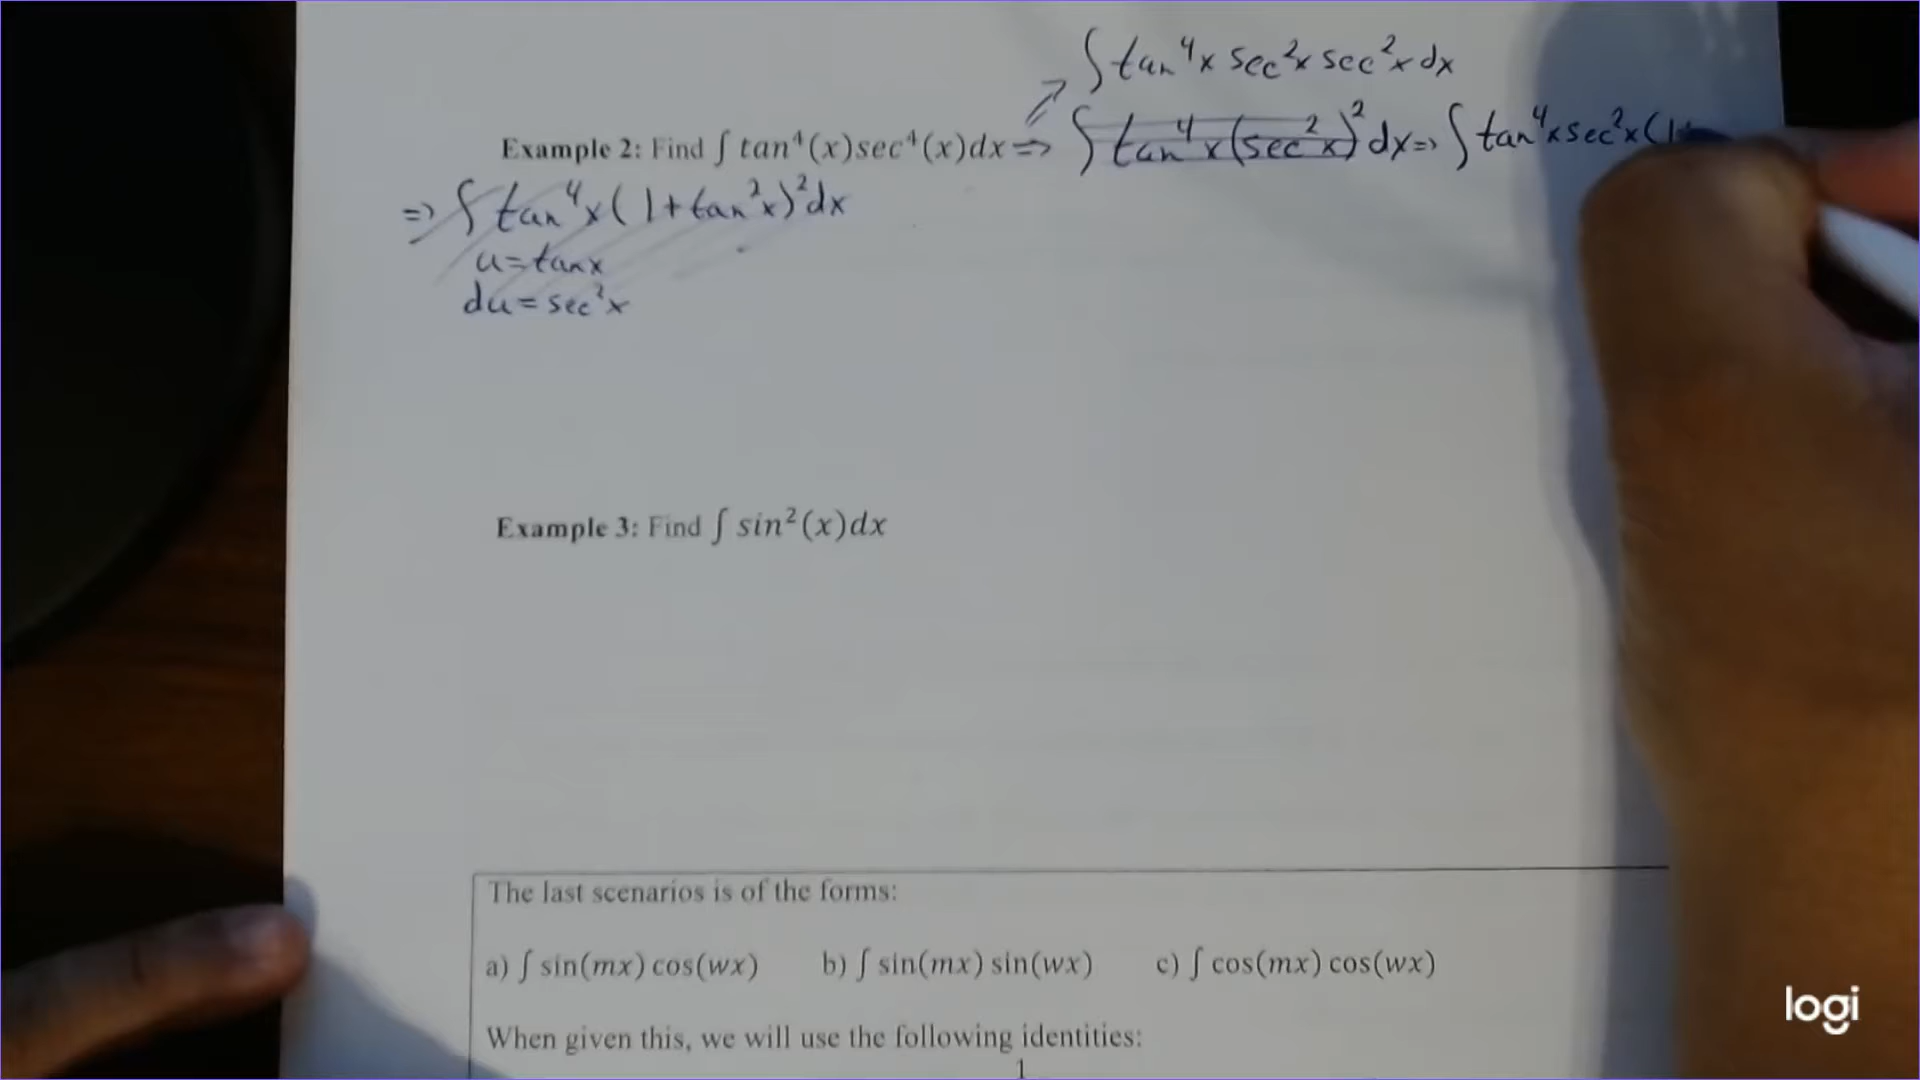 ∫ tan⁴x sec²x sec²x dx
Example 2: Find ∫ tan⁴(x)sec⁴(x)dx => ∫ tan⁴x (sec²x)² dx => ∫ tan⁴x sec²x (1+
=> ∫ tan⁴x (1 + tan²x)² dx
u = tanx
du = sec²x
Example 3: Find ∫ sin²(x)dx
The last scenarios is of the forms:
a) ∫ sin(mx) cos(wx) b) ∫ sin(mx) sin(wx) c) ∫ cos(mx) cos(wx)
logi
When given this, we will use the following identities:
1